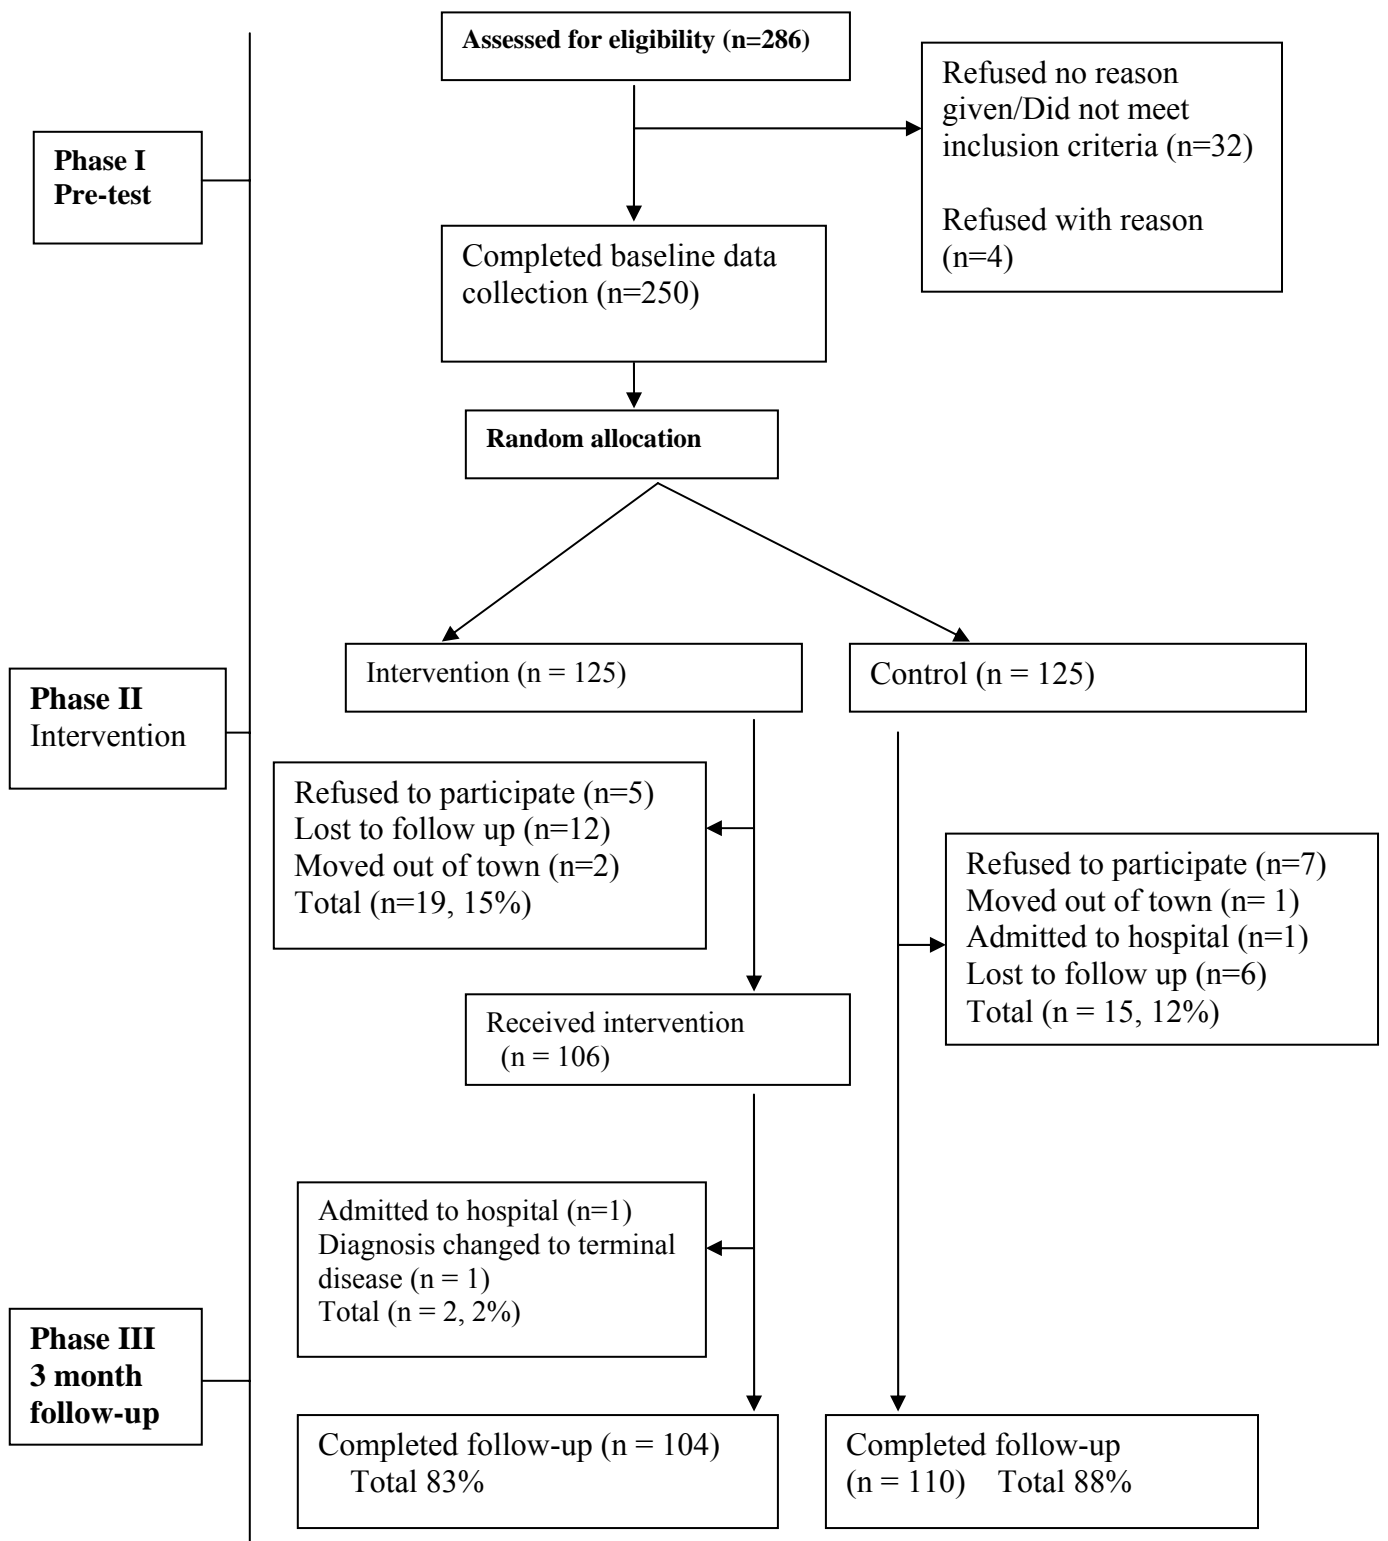 Assessed for eligibility (n=286)
Refused no reason
given/Did not meet
inclusion criteria (n=32)
Refused with reason
(n=4)
Phase I
Pre-test
Completed baseline data
collection (n=250)
Random allocation
Intervention (n = 125)
Control (n = 125)
Phase II
Intervention
Refused to participate (n=5)
Lost to follow up (n=12)
Moved out of town (n=2)
Total (n=19, 15%)
Refused to participate (n=7)
Moved out of town (n= 1)
Admitted to hospital (n=1)
Lost to follow up (n=6)
Total (n = 15, 12%)
Received intervention
(n = 106)
Admitted to hospital (n=1)
Diagnosis changed to terminal
disease (n = 1)
Total (n = 2, 2%)
Phase III
3 month
follow-up
Completed follow-up (n = 104)
Total 83%
Completed follow-up
(n = 110) Total 88%